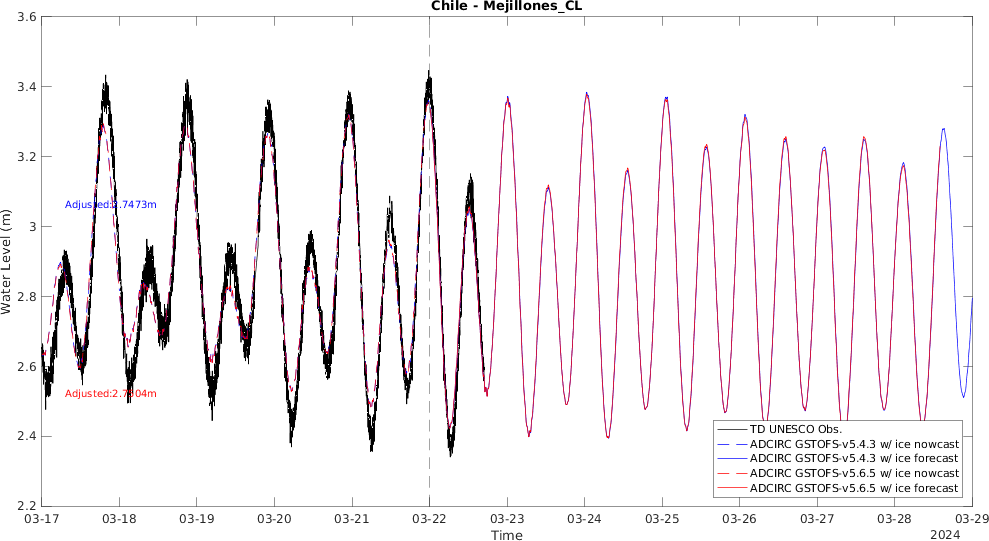 Chile - Mejillones_CL
3.6
3.4
3.2
3
2.8
2.6
2.4
2.2
Water Level (m)
Adjusted:2.7473m
Adjusted:2.7904m
TD UNESCO Obs.
ADCIRC GSTOFS-v5.4.3 w/ ice nowcast
ADCIRC GSTOFS-v5.4.3 w/ ice forecast
ADCIRC GSTOFS-v5.6.5 w/ ice nowcast
ADCIRC GSTOFS-v5.6.5 w/ ice forecast
03-17 03-18 03-19 03-20 03-21 03-22 03-23 03-24 03-25 03-26 03-27 03-28 03-29
Time
2024